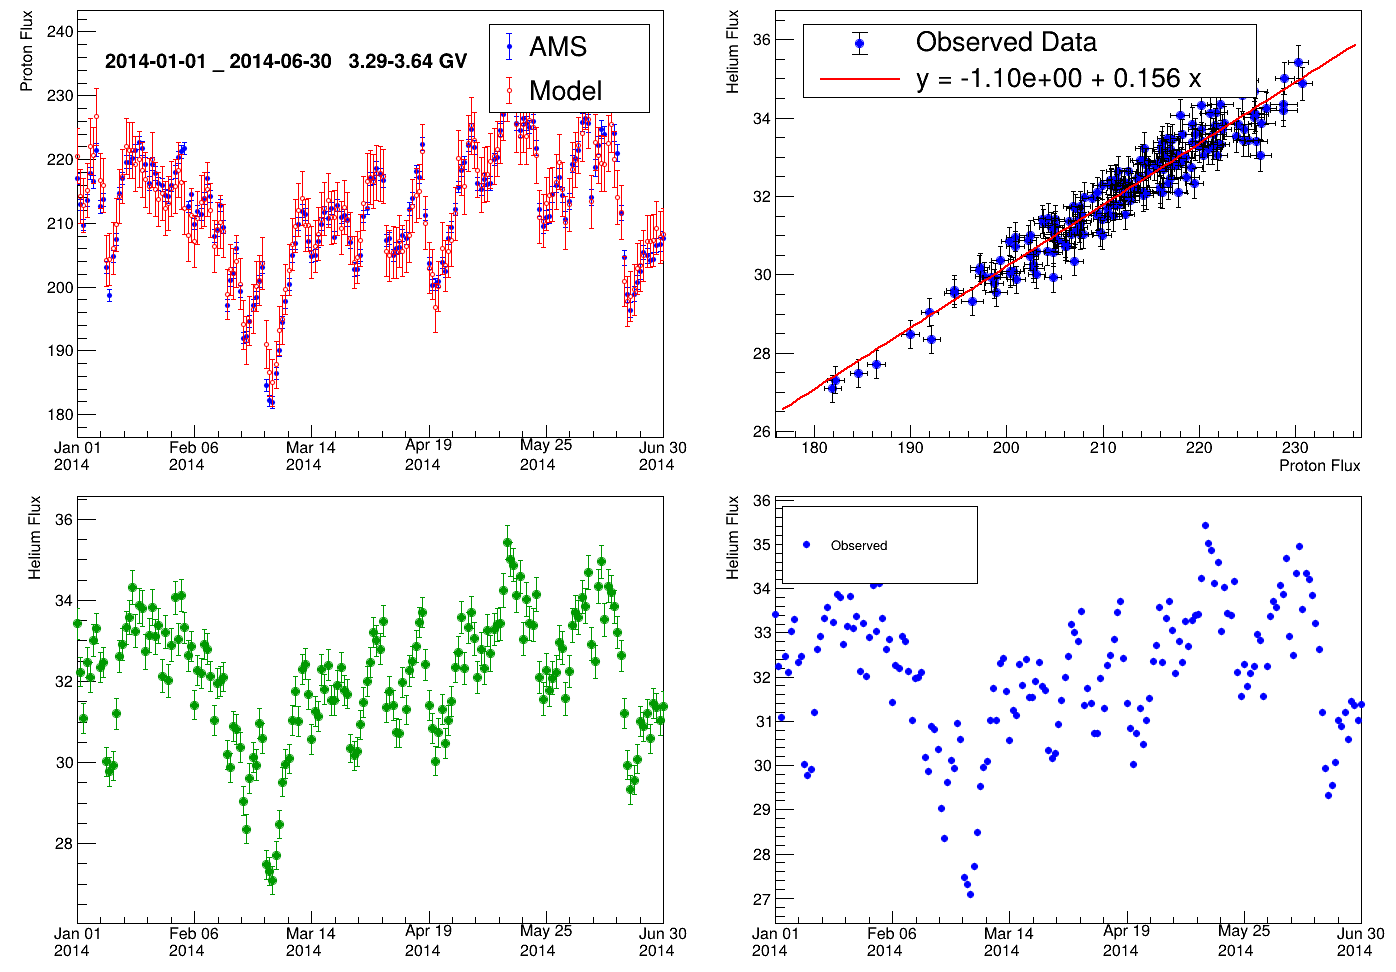 Proton Flux
240
230
220
210
200
190
180
2014-01-01 _ 2014-06-30 3.29-3.64 GV
AMS
Model
Jan 01 Feb 06 Mar 14 Apr 19 May 25 Jun 30
2014 2014 2014 2014 2014 2014
Helium Flux
36
34
32
30
28
26
Observed Data
y = -1.10e+00 + 0.156 x
180 190 200 210 220 230
Proton Flux
Helium Flux
36
34
32
30
28
Jan 01 Feb 06 Mar 14 Apr 19 May 25 Jun 30
2014 2014 2014 2014 2014 2014
Helium Flux
36
35
34
33
32
31
30
29
28
27
Observed
Jan 01 Feb 06 Mar 14 Apr 19 May 25 Jun 30
2014 2014 2014 2014 2014 2014